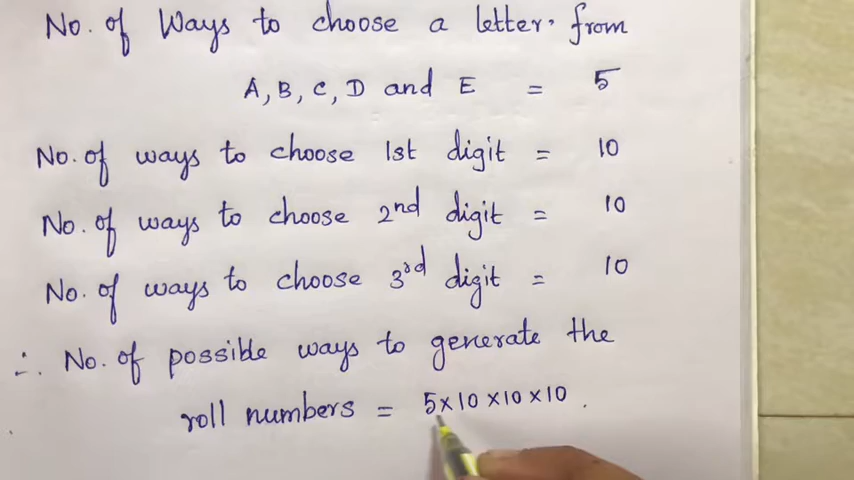 No. of Ways to choose a letter from
A, B, C, D and E = 5
No. of ways to choose 1st digit = 10
No. of ways to choose 2nd digit = 10
No. of ways to choose 3rd digit = 10
∴ No. of possible ways to generate the
roll numbers = 5 × 10 × 10 × 10.